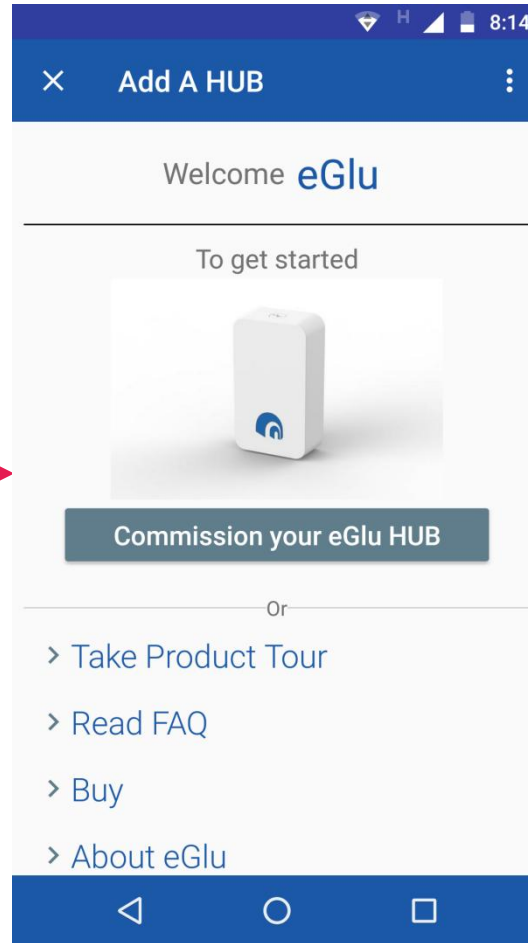 H 8:14
Add A HUB
Welcome eGlu
To get started
Commission your eGlu HUB
Or
Take Product Tour
Read FAQ
Buy
About eGlu